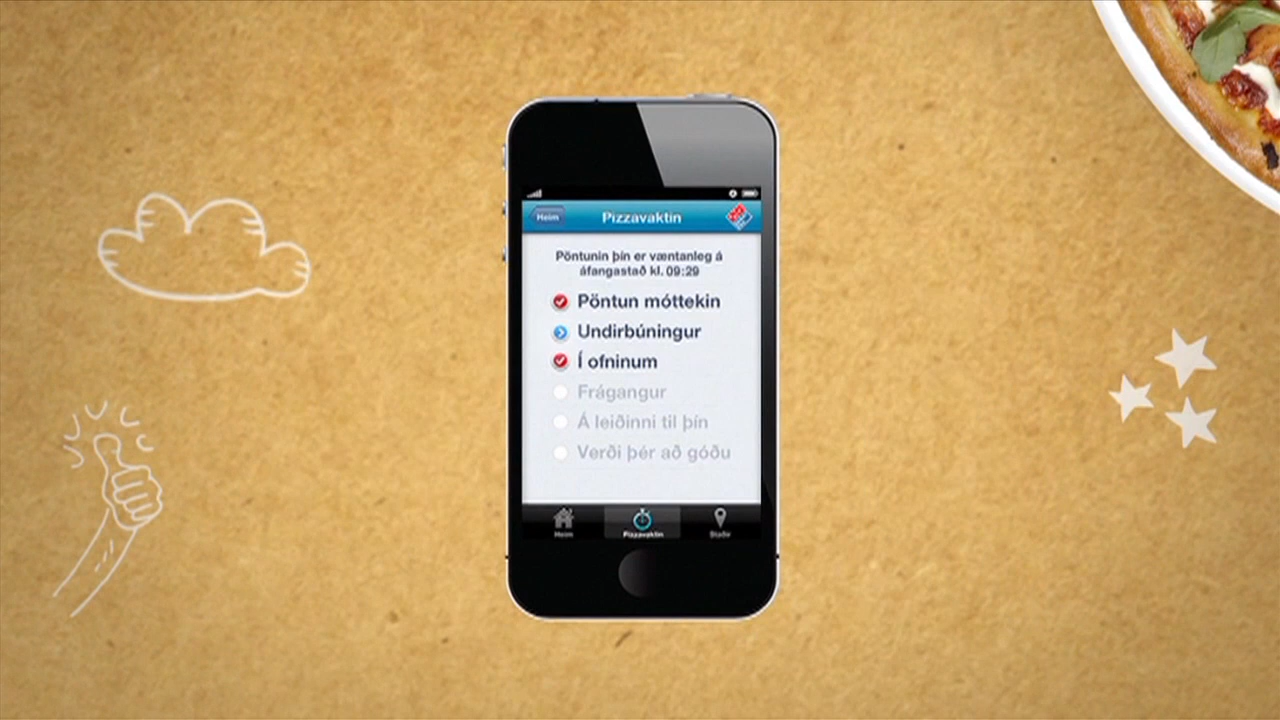 Heim
Pizzavaktin
Pöntunin þín er væntanleg á
áfangastað kl. 09:29
Pöntun móttekin
Undirbúningur
Í ofninum
Frágangur
Á leiðinni til þín
Verði þér að góðu
Heim
Pizzavaktin
Staðir